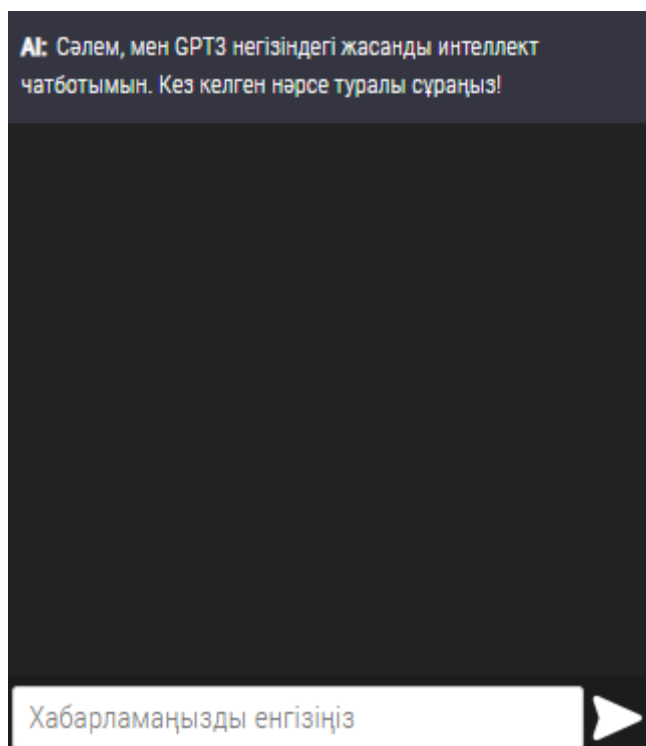 AI: Сәлем, мен GPT3 негізіндегі жасанды интеллект
чатботымын. Кез келген нәрсе туралы сұраңыз!
Хабарламаңызды енгізіңіз